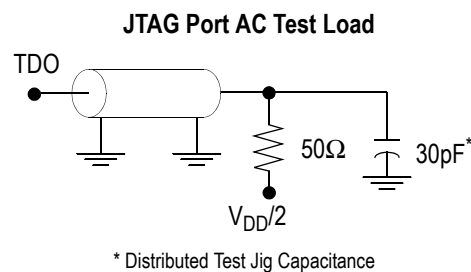 JTAG Port AC Test Load
TDO
50Ω
30pF*
VDD/2
* Distributed Test Jig Capacitance